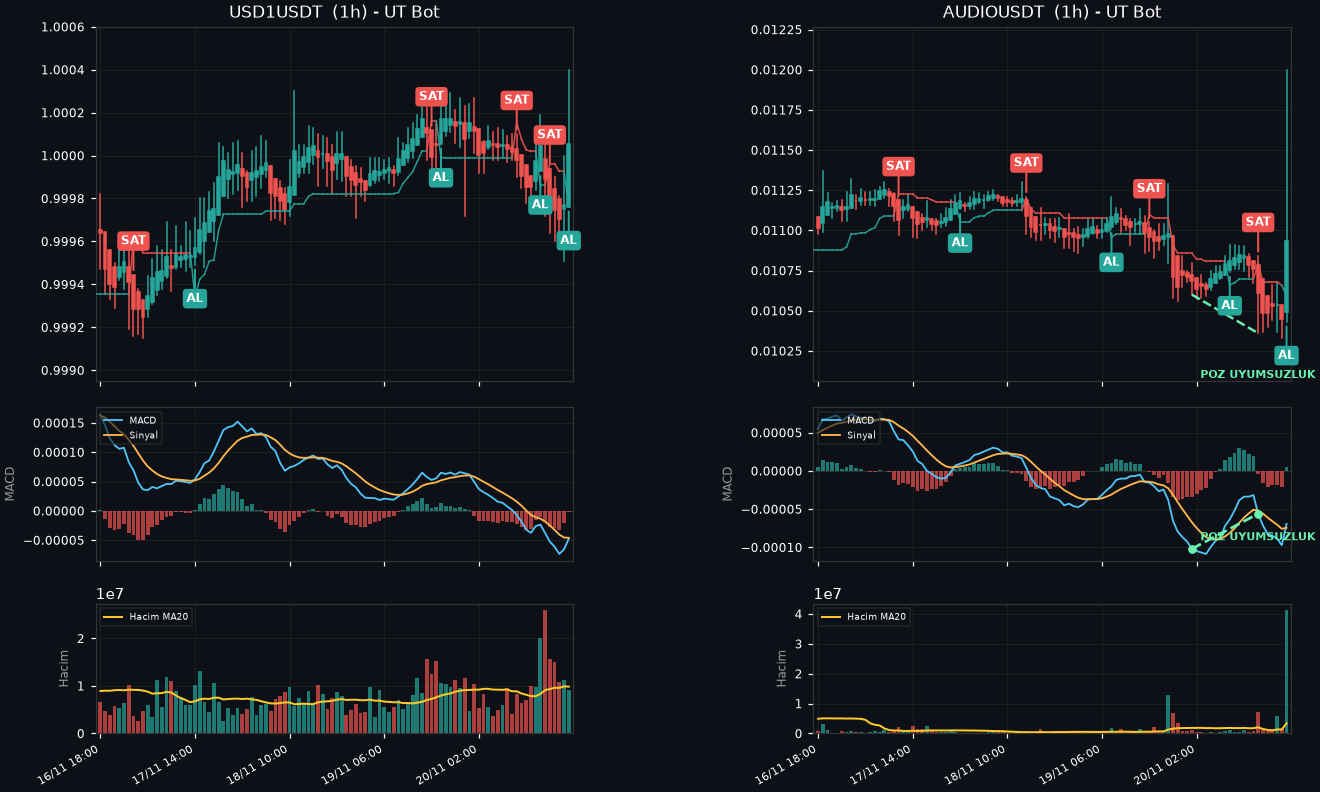 USD1USDT (1h) - UT Bot
1.0006
1.0004
1.0002
1.0000
0.9998
0.9996
0.9994
0.9992
0.9990
SAT
AL
SAT
AL
SAT
SAT
AL
AL
MACD
0.00015
0.00010
0.00005
0.00000
−0.00005
MACD
Sinyal
1e7
Hacim
2
1
0
Hacim MA20
16/11 18:00
17/11 14:00
18/11 10:00
19/11 06:00
20/11 02:00
AUDIOUSDT (1h) - UT Bot
0.01225
0.01200
0.01175
0.01150
0.01125
0.01100
0.01075
0.01050
0.01025
SAT
AL
SAT
AL
SAT
AL
SAT
AL
POZ UYUMSUZLUK
MACD
0.00005
0.00000
−0.00005
−0.00010
MACD
Sinyal
POZ UYUMSUZLUK
1e7
Hacim
4
3
2
1
0
Hacim MA20
16/11 18:00
17/11 14:00
18/11 10:00
19/11 06:00
20/11 02:00